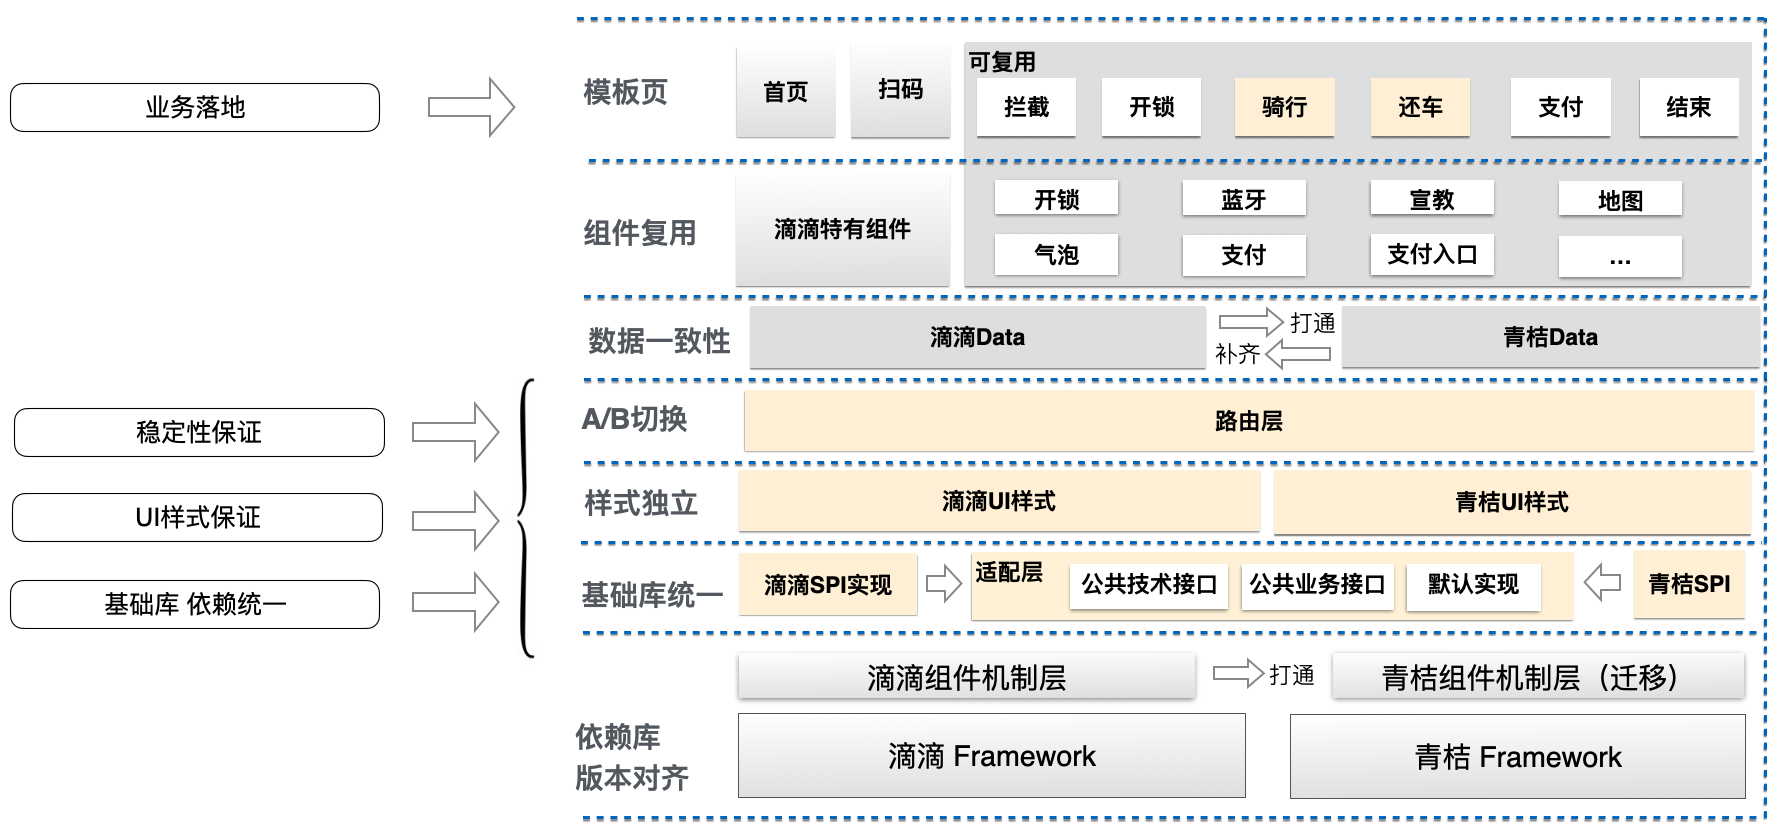 业务落地
稳定性保证
UI样式保证
基础库 依赖统一
模板页
首页
扫码
可复用
拦截
开锁
骑行
还车
支付
结束
组件复用
滴滴特有组件
开锁
蓝牙
宣教
地图
气泡
支付
支付入口
...
数据一致性
滴滴Data
打通
补齐
青桔Data
A/B切换
路由层
样式独立
滴滴UI样式
青桔UI样式
基础库统一
滴滴SPI实现
适配层
公共技术接口
公共业务接口
默认实现
青桔SPI
滴滴组件机制层
打通
青桔组件机制层（迁移）
依赖库
版本对齐
滴滴 Framework
青桔 Framework